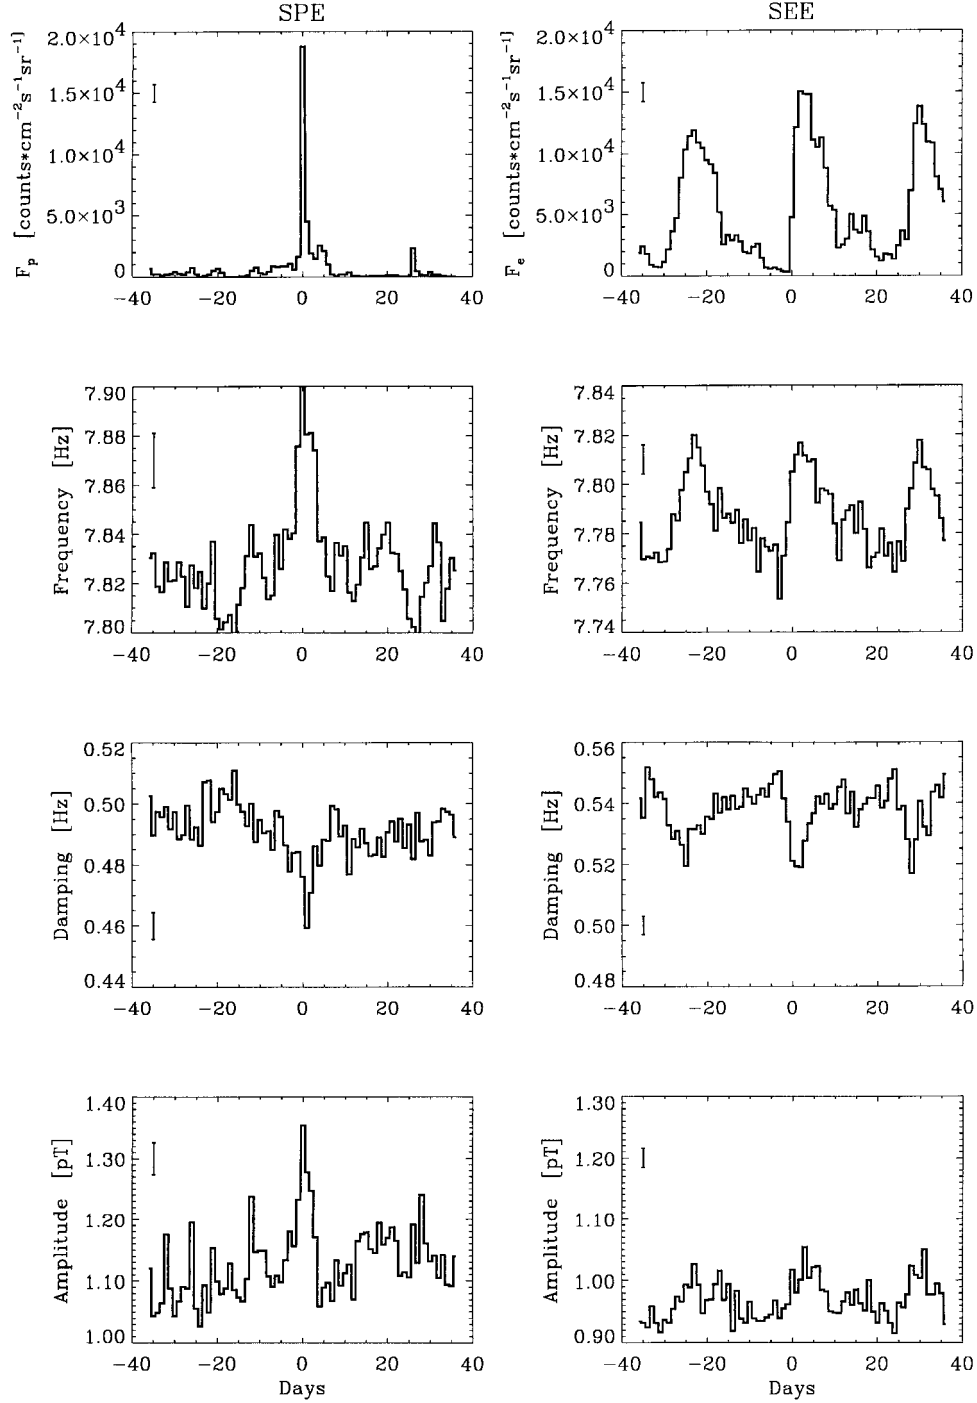 SPE
SEE
F_p [counts*cm^-2s^-1sr^-1]
2.0×10^4
1.5×10^4
1.0×10^4
5.0×10^3
0
−40 −20 0 20 40
F_e [counts*cm^-2s^-1sr^-1]
2.0×10^4
1.5×10^4
1.0×10^4
5.0×10^3
0
−40 −20 0 20 40
Frequency [Hz]
7.90
7.88
7.86
7.84
7.82
7.80
−40 −20 0 20 40
Frequency [Hz]
7.84
7.82
7.80
7.78
7.76
7.74
−40 −20 0 20 40
Damping [Hz]
0.52
0.50
0.48
0.46
0.44
−40 −20 0 20 40
Damping [Hz]
0.56
0.54
0.52
0.50
0.48
−40 −20 0 20 40
Amplitude [pT]
1.40
1.30
1.20
1.10
1.00
−40 −20 0 20 40
Days
Amplitude [pT]
1.30
1.20
1.10
1.00
0.90
−40 −20 0 20 40
Days